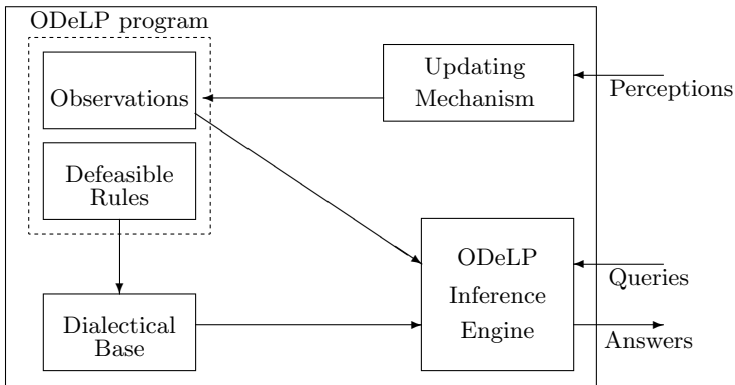 ODeLP program
Observations
Updating
Mechanism
Perceptions
Defeasible
Rules
ODeLP
Inference
Engine
Queries
Answers
Dialectical
Base